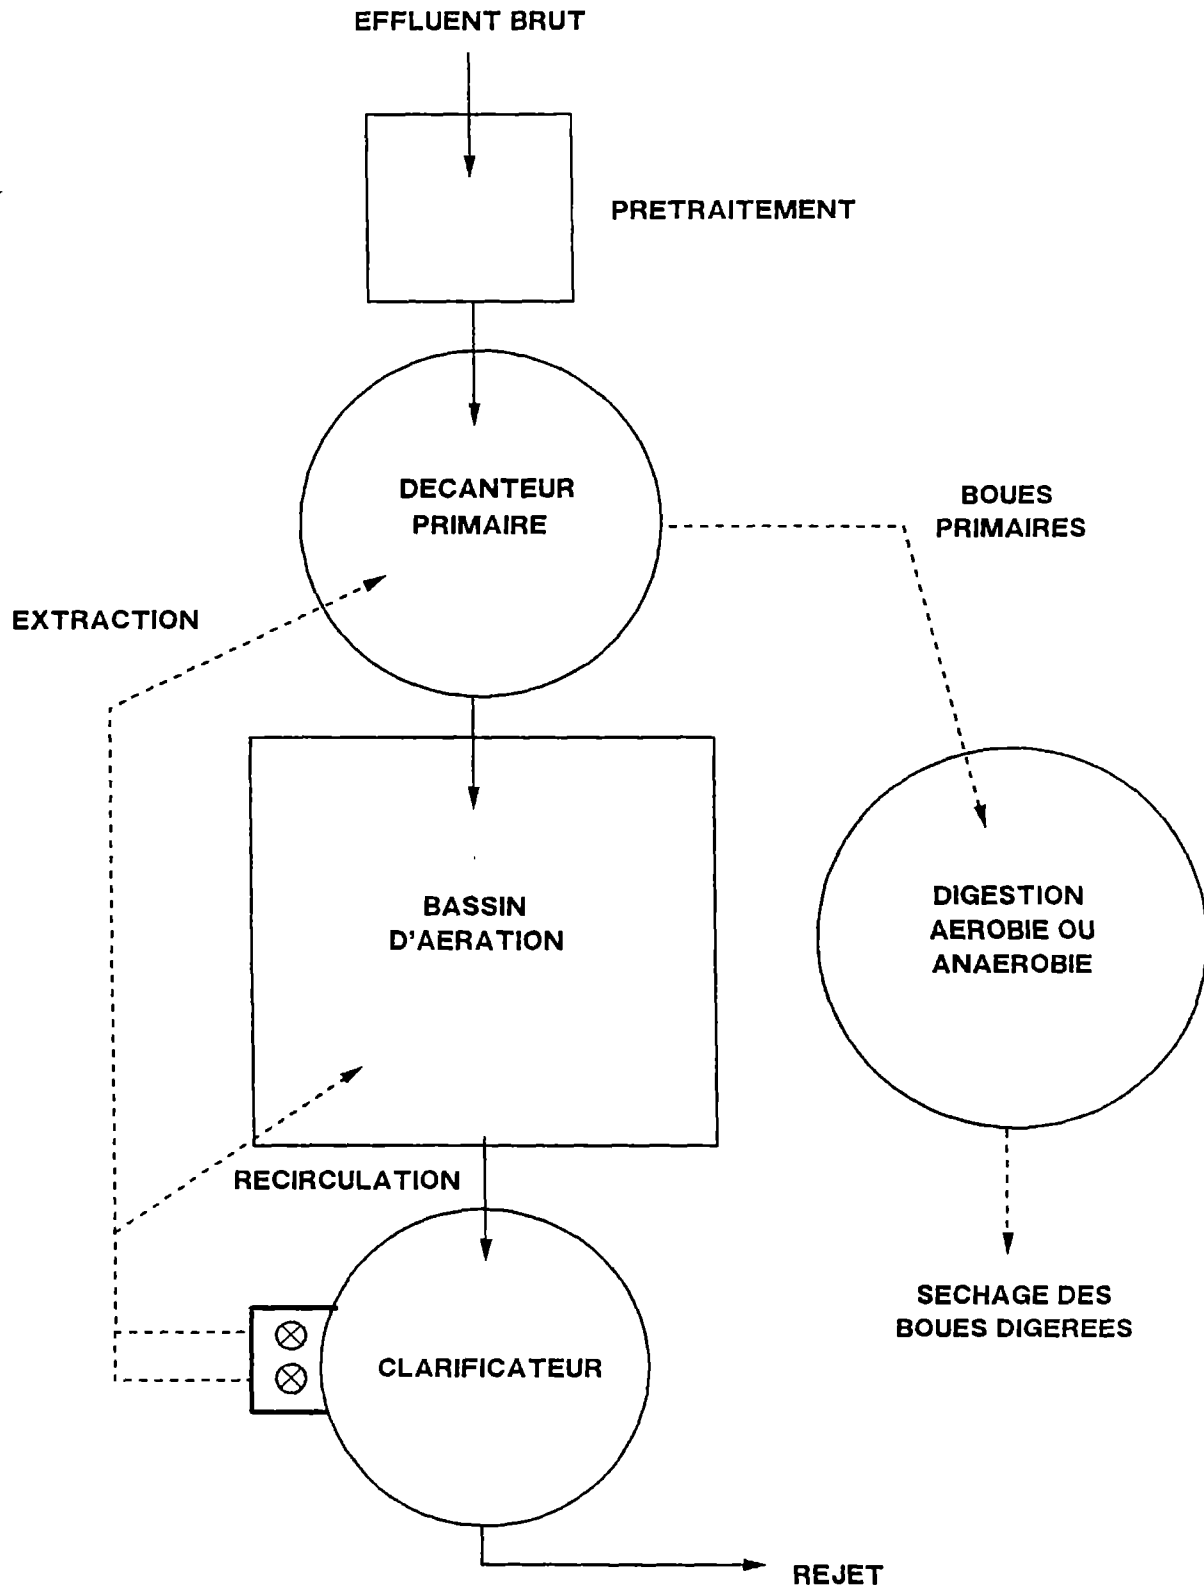 EFFLUENT BRUT
PRETRAITEMENT
DECANTEUR
PRIMAIRE
BOUES
PRIMAIRES
EXTRACTION
BASSIN
D'AERATION
DIGESTION
AEROBIE OU
ANAEROBIE
RECIRCULATION
SECHAGE DES
BOUES DIGEREES
CLARIFICATEUR
REJET